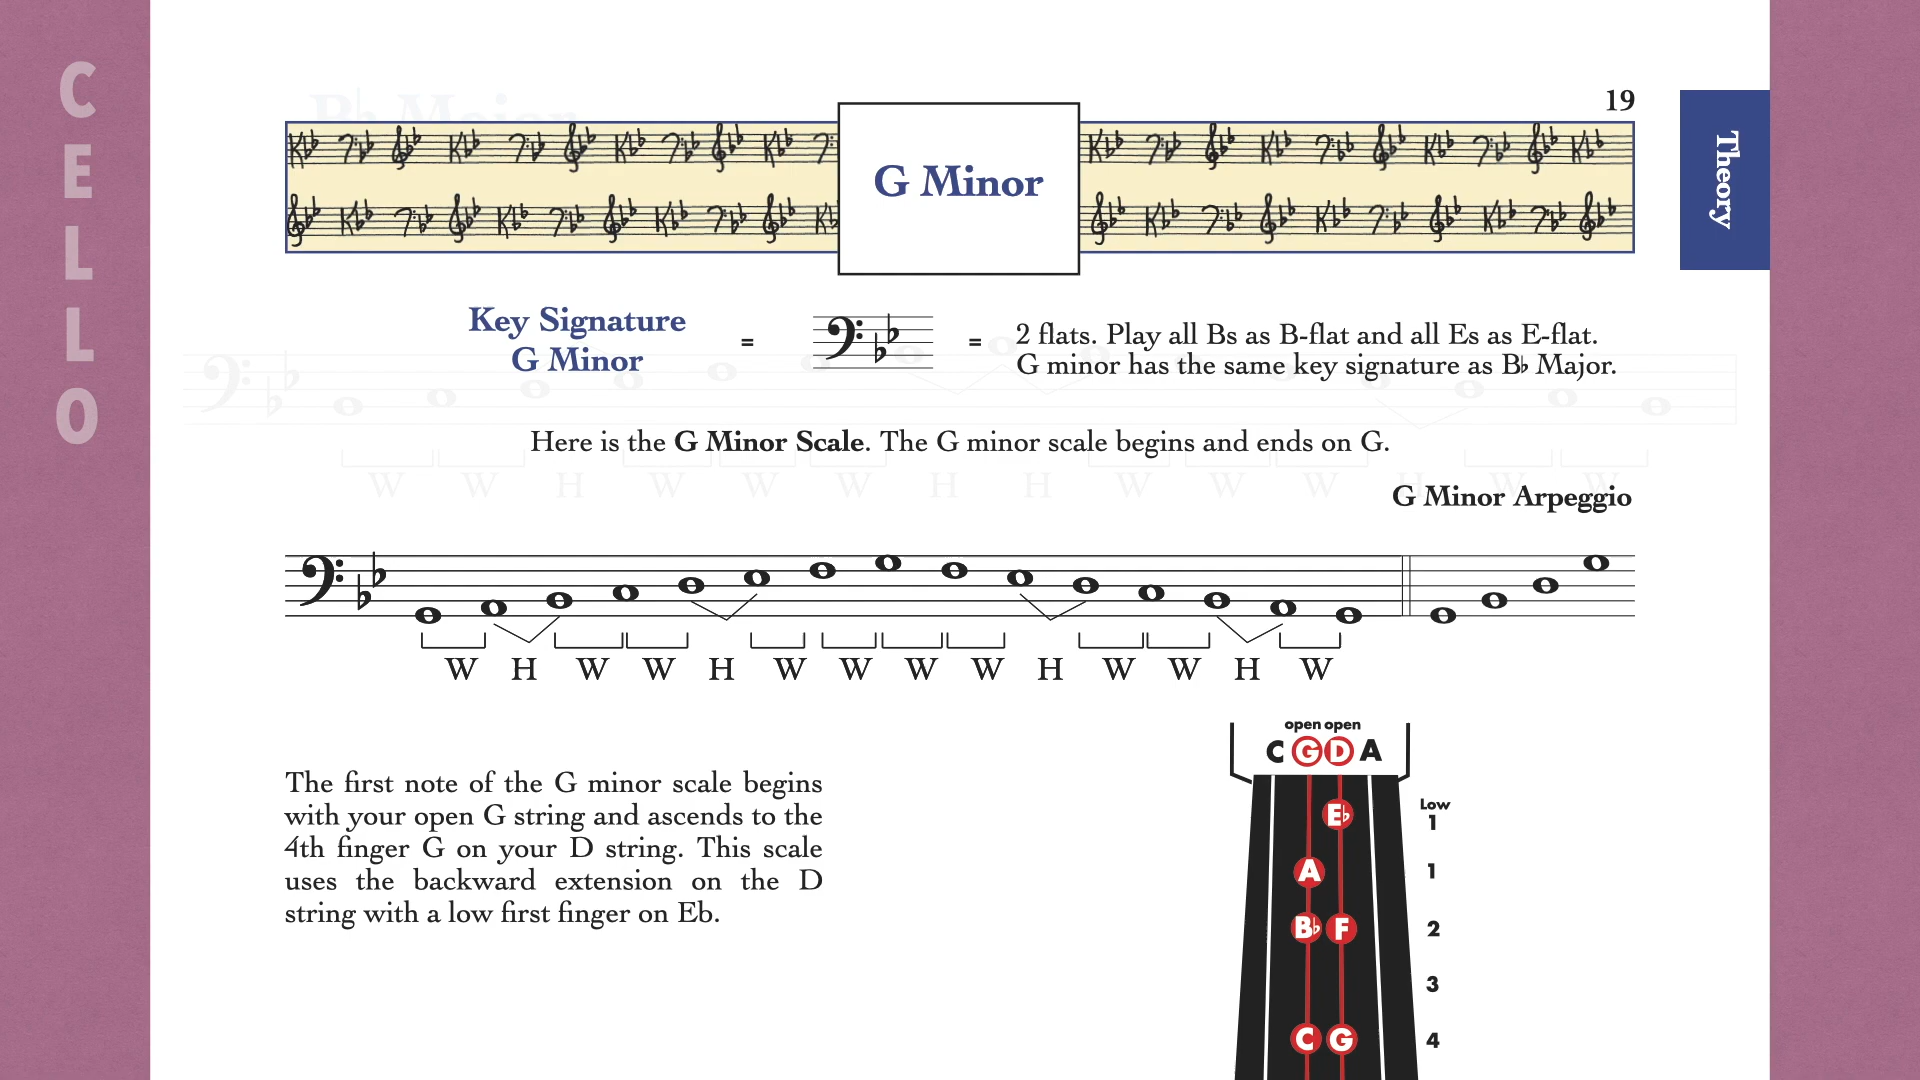 CELLO
19
Theory
G Minor
Key Signature
G Minor
=
=
2 flats. Play all Bs as B-flat and all Es as E-flat.
G minor has the same key signature as B♭ Major.
B♭ Major
Here is the G Minor Scale. The G minor scale begins and ends on G.
W W H W W W H H W W W H W W
G Minor Arpeggio
W H W W H W W W W H W W H W
The first note of the G minor scale begins
with your open G string and ascends to the
4th finger G on your D string. This scale
uses the backward extension on the D
string with a low first finger on Eb.
open open
C G D A
E♭
Low
1
A 1
B♭ F 2
3
C G 4